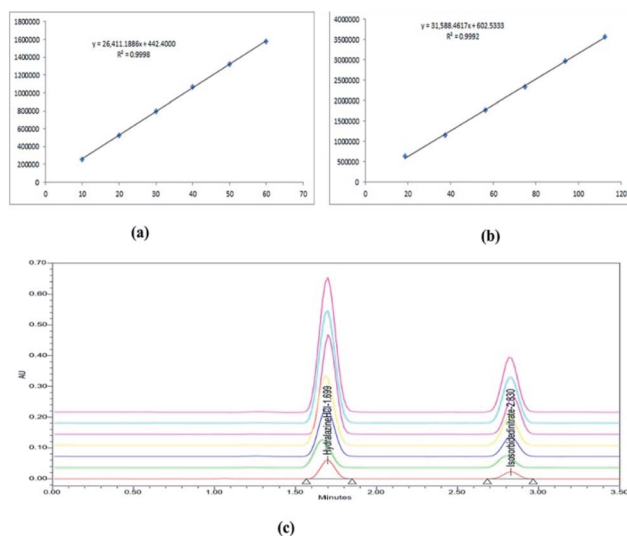 1800000
1600000
1400000
1200000
1000000
800000
600000
400000
200000
0
y = 26,411.1886x + 442.4000
R² = 0.9998
0 10 20 30 40 50 60 70
(a)
4000000
3500000
3000000
2500000
2000000
1500000
1000000
500000
0
y = 31,588.4617x + 602.5333
R² = 0.9992
0 20 40 60 80 100 120
(b)
0.70
0.60
0.50
0.40
0.30
0.20
0.10
0.00
AU
HydralazineHCl-1.699
Isosorbidedinitrate-2.830
0.00 0.50 1.00 1.50 2.00 2.50 3.00 3.50
Minutes
(c)